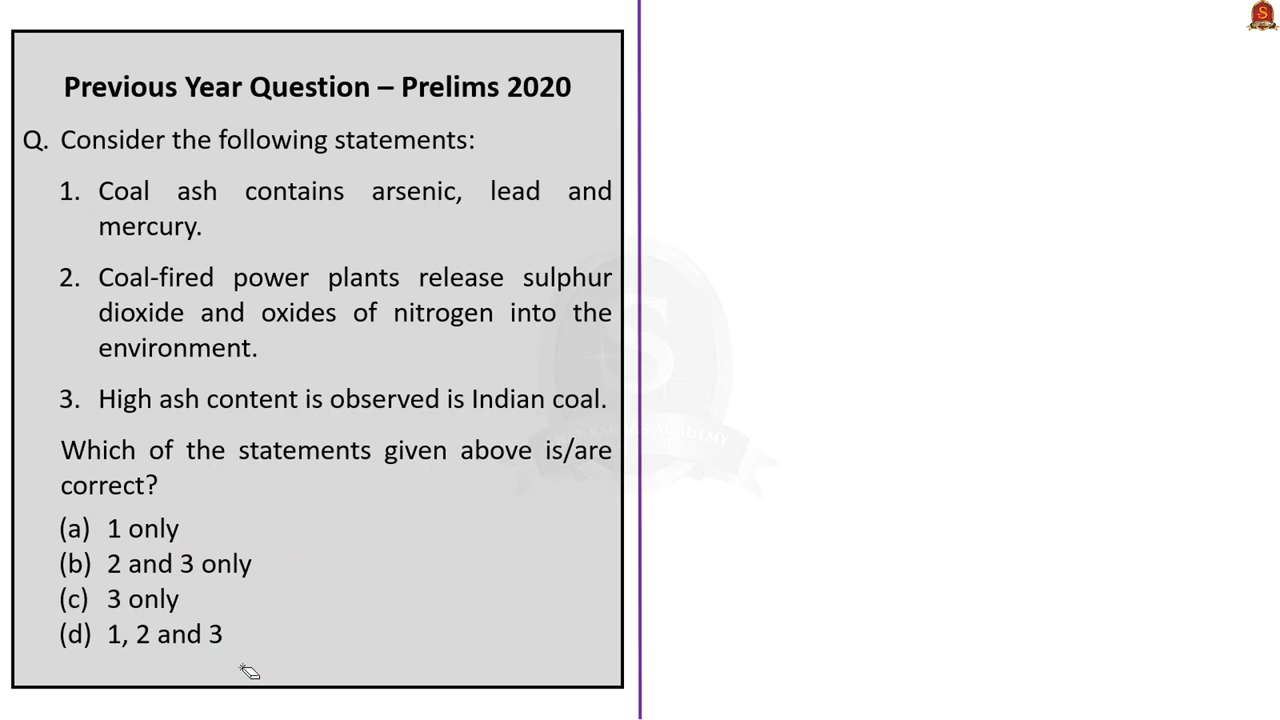 Previous Year Question – Prelims 2020
Q. Consider the following statements:
1. Coal ash contains arsenic, lead and
mercury.
2. Coal-fired power plants release sulphur
dioxide and oxides of nitrogen into the
environment.
3. High ash content is observed is Indian coal.
Which of the statements given above is/are
correct?
(a) 1 only
(b) 2 and 3 only
(c) 3 only
(d) 1, 2 and 3